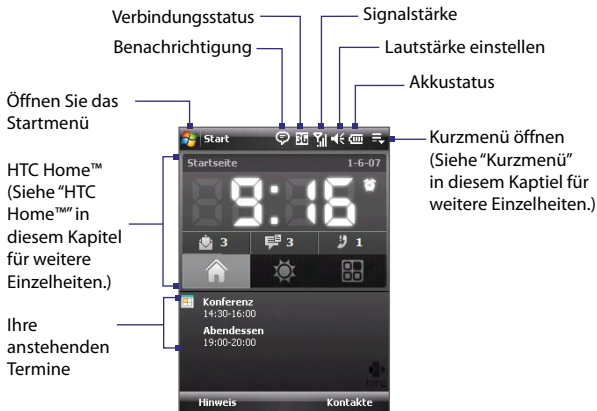 Verbindungsstatus
Signalstärke
Benachrichtigung
Lautstärke einstellen
Akkustatus
Öffnen Sie das
Startmenü
Kurzmenü öffnen
(Siehe “Kurzmenü”
in diesem Kaptiel für
weitere Einzelheiten.)
HTC Home™
(Siehe “HTC
Home™” in
diesem Kapitel
für weitere
Einzelheiten.)
Ihre
anstehenden
Termine
Start
3G
Startseite
1-6-07
9:16
3
3
1
Konferenz
14:30-16:00
Abendessen
19:00-20:00
HTC
Hinweis
Kontakte